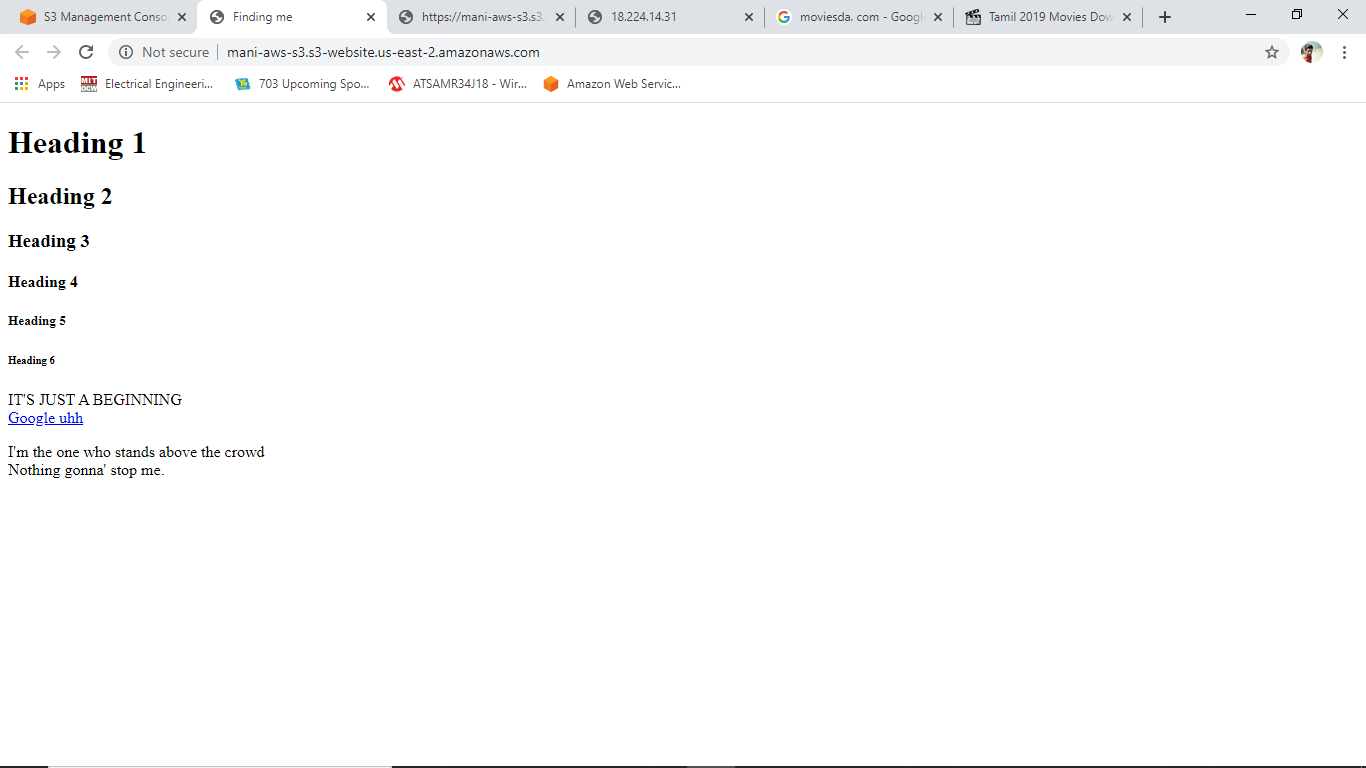 S3 Management Conso
Finding me
https://mani-aws-s3.s3.
18.224.14.31
moviesda. com - Googl
Tamil 2019 Movies Dow
Not secure
mani-aws-s3.s3-website.us-east-2.amazonaws.com
Apps
MIT OCW
Electrical Engineeri...
703 Upcoming Spo...
ATSAMR34J18 - Wir...
Amazon Web Servic...
Heading 1
Heading 2
Heading 3
Heading 4
Heading 5
Heading 6
IT'S JUST A BEGINNING
Google uhh
I'm the one who stands above the crowd
Nothing gonna' stop me.